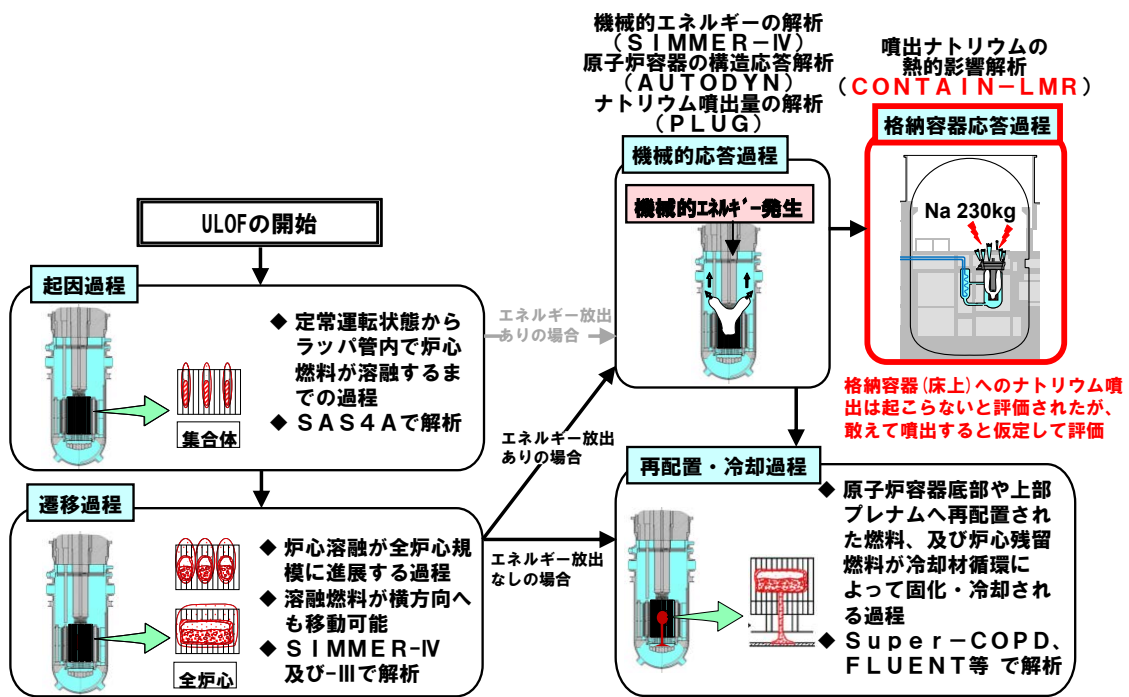 機械的エネルギーの解析
(SIMMER-Ⅳ)
原子炉容器の構造応答解析
(AUTODYN)
ナトリウム噴出量の解析
(PLUG)
噴出ナトリウムの
熱的影響解析
(CONTAIN-LMR)
機械的応答過程
機械的エネルギー発生
格納容器応答過程
Na 230kg
格納容器(床上)へのナトリウム噴
出は起こらないと評価されたが、
敢えて噴出すると仮定して評価
ULOFの開始
起因過程
◆ 定常運転状態から
ラッパ管内で炉心
燃料が溶融するま
での過程
◆ SAS4Aで解析
集合体
エネルギー放出
ありの場合
エネルギー放出
ありの場合
遷移過程
◆ 炉心溶融が全炉心規
模に進展する過程
◆ 溶融燃料が横方向へ
も移動可能
◆ SIMMER-Ⅳ
及び-Ⅲで解析
全炉心
エネルギー放出
なしの場合
再配置・冷却過程
◆ 原子炉容器底部や上部
プレナムへ再配置され
た燃料、及び炉心残留
燃料が冷却材循環に
よって固化・冷却され
る過程
◆ Super-COPD、
FLUENT等 で解析